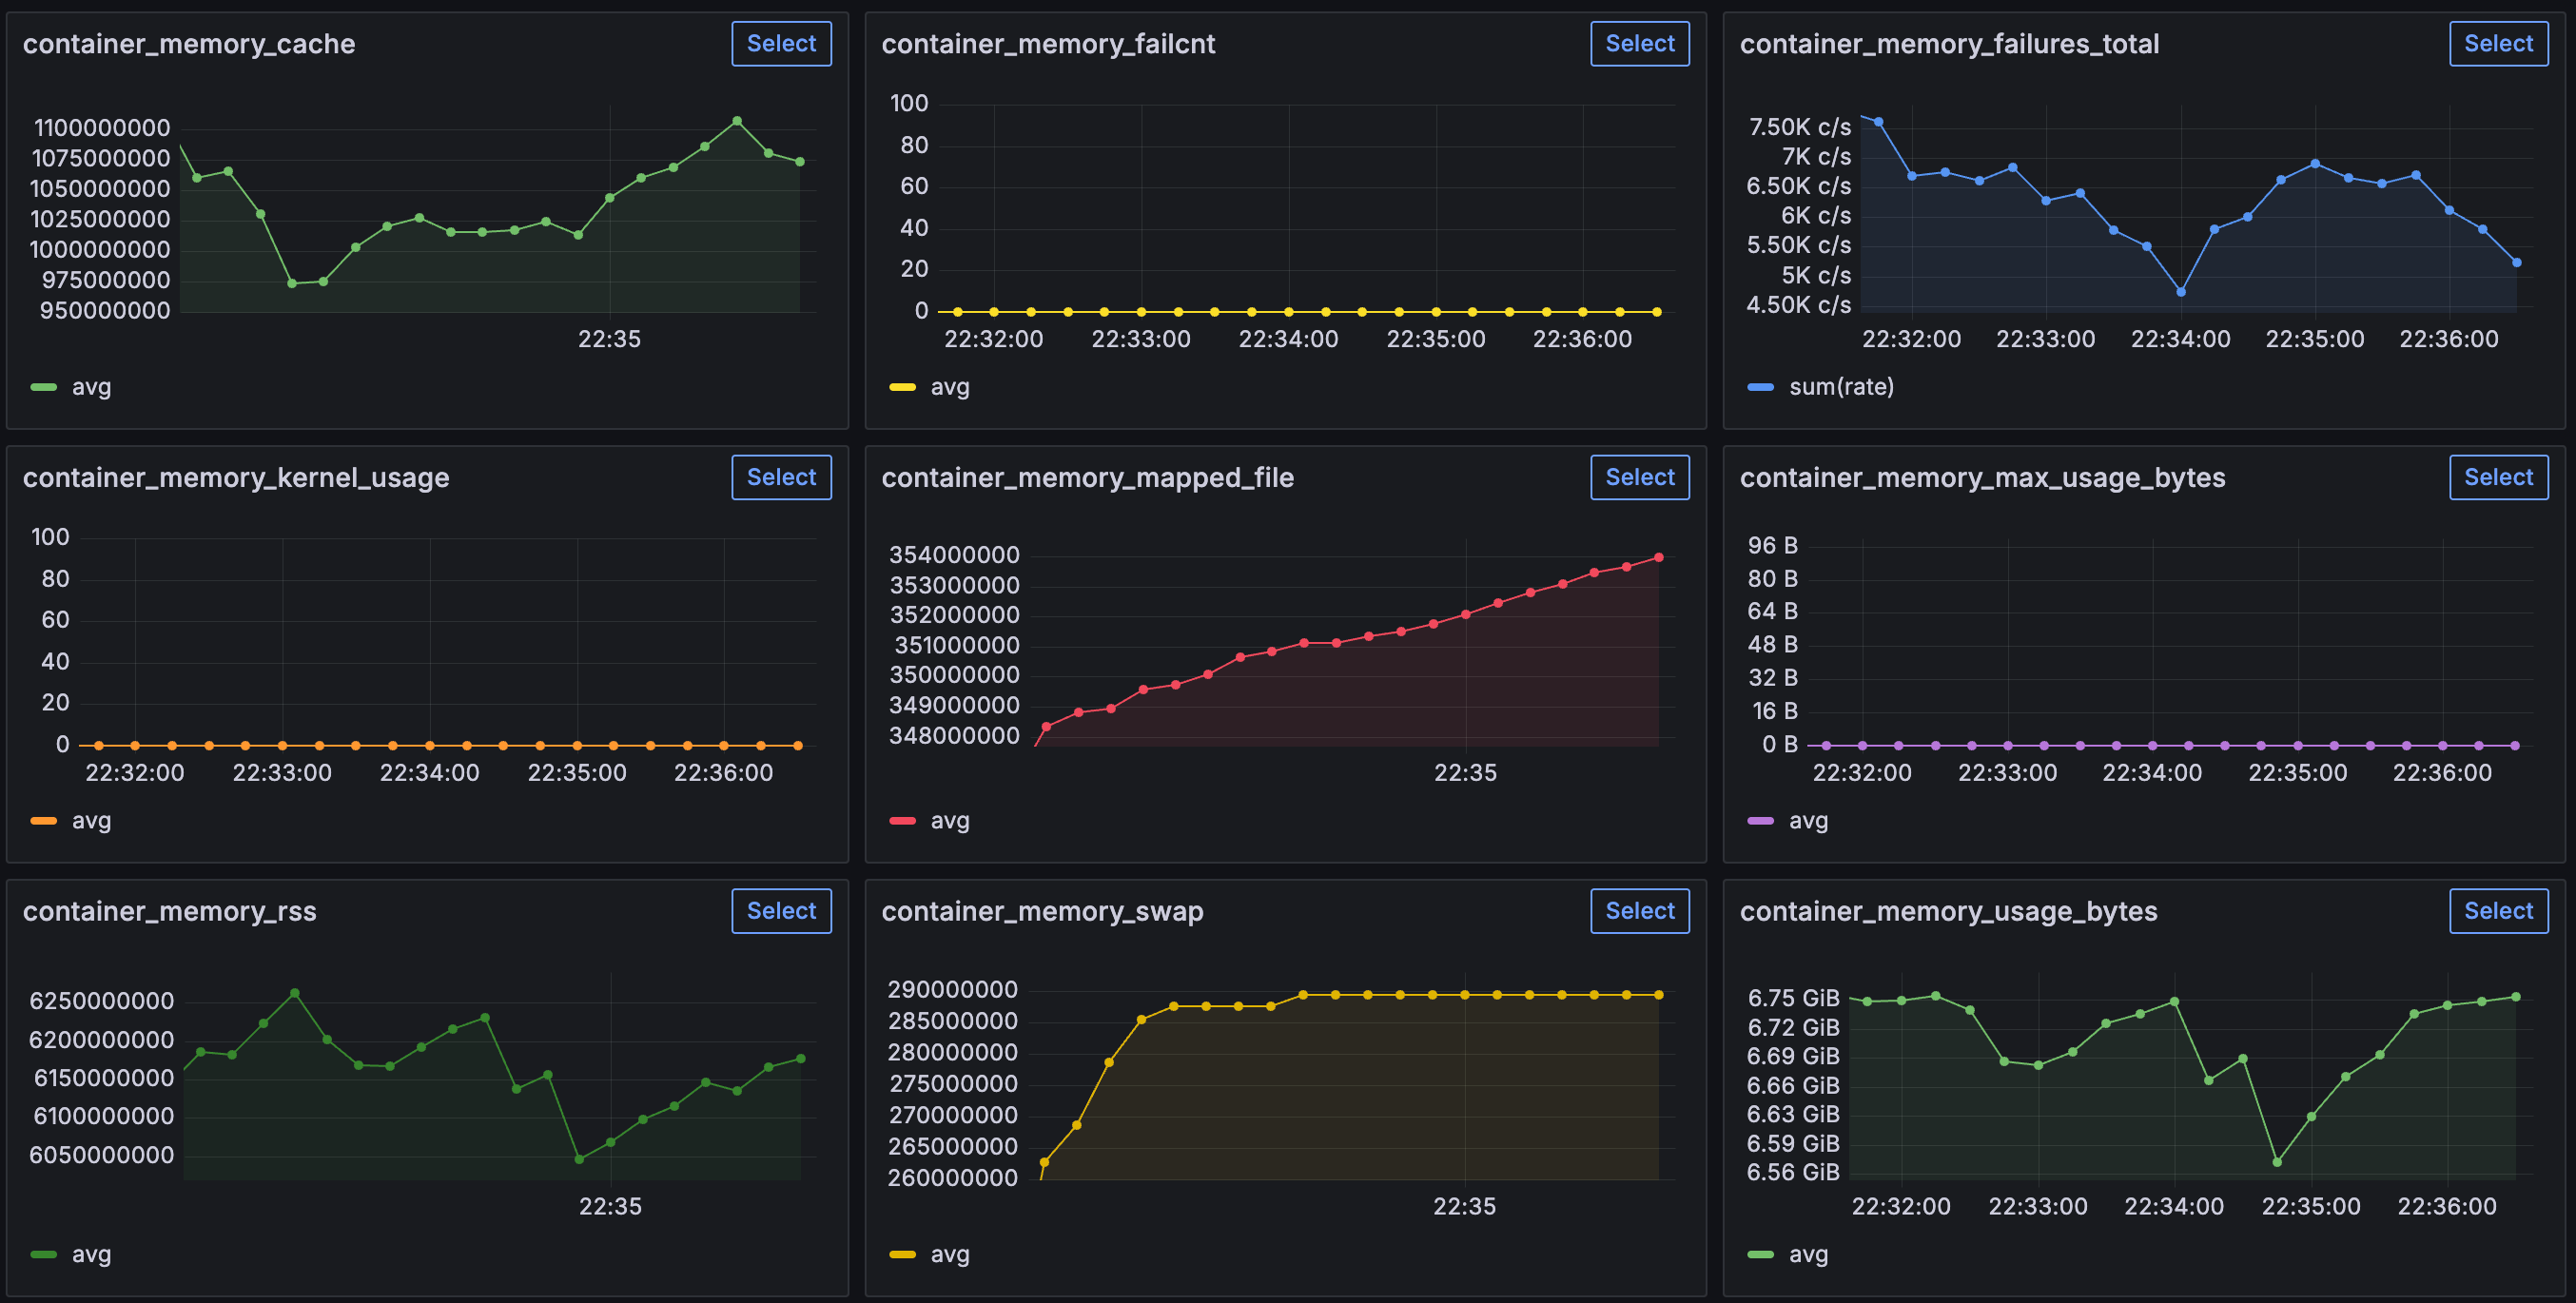 container_memory_cache
Select
1100000000
1075000000
1050000000
1025000000
1000000000
975000000
950000000
22:35
avg
container_memory_failcnt
Select
100
80
60
40
20
0
22:32:00 22:33:00 22:34:00 22:35:00 22:36:00
avg
container_memory_failures_total
Select
7.50K c/s
7K c/s
6.50K c/s
6K c/s
5.50K c/s
5K c/s
4.50K c/s
22:32:00 22:33:00 22:34:00 22:35:00 22:36:00
sum(rate)
container_memory_kernel_usage
Select
100
80
60
40
20
0
22:32:00 22:33:00 22:34:00 22:35:00 22:36:00
avg
container_memory_mapped_file
Select
354000000
353000000
352000000
351000000
350000000
349000000
348000000
22:35
avg
container_memory_max_usage_bytes
Select
96 B
80 B
64 B
48 B
32 B
16 B
0 B
22:32:00 22:33:00 22:34:00 22:35:00 22:36:00
avg
container_memory_rss
Select
6250000000
6200000000
6150000000
6100000000
6050000000
22:35
avg
container_memory_swap
Select
290000000
285000000
280000000
275000000
270000000
265000000
260000000
22:35
avg
container_memory_usage_bytes
Select
6.75 GiB
6.72 GiB
6.69 GiB
6.66 GiB
6.63 GiB
6.59 GiB
6.56 GiB
22:32:00 22:33:00 22:34:00 22:35:00 22:36:00
avg